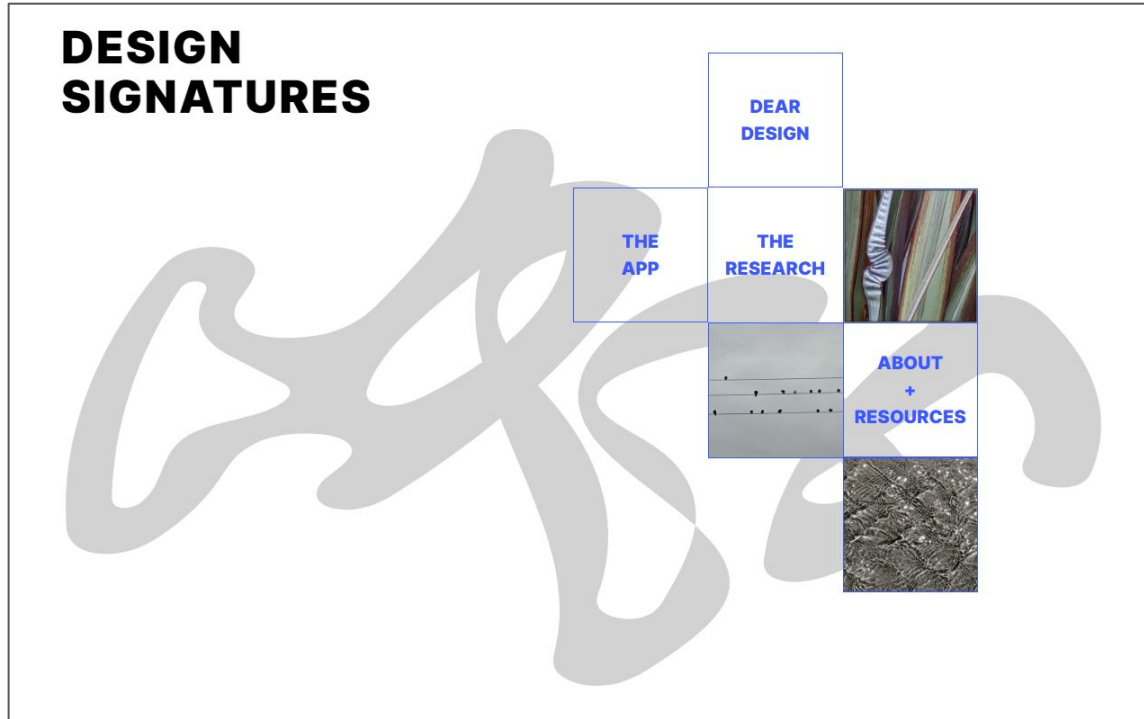 DESIGN
SIGNATURES
DEAR
DESIGN
THE
APP
THE
RESEARCH
ABOUT
+
RESOURCES